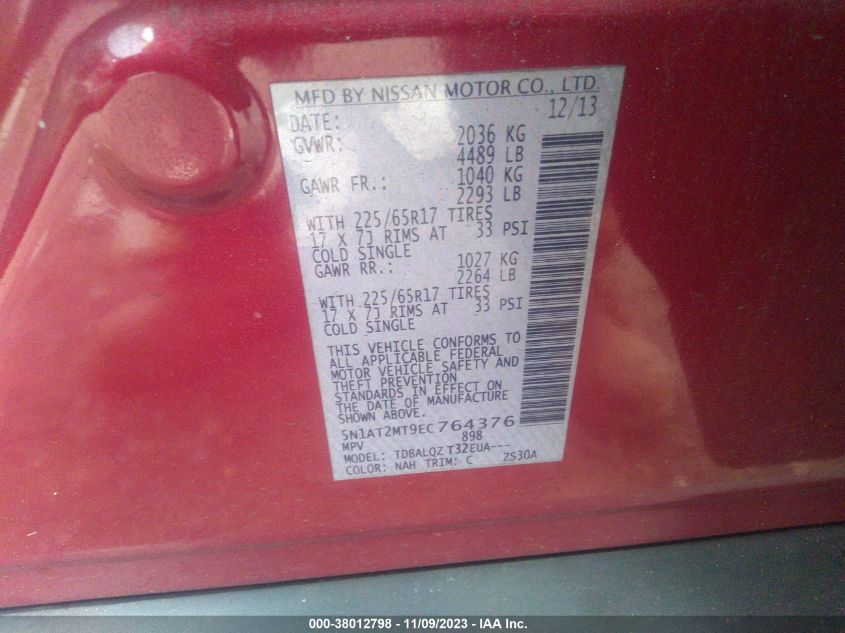 MFD BY NISSAN MOTOR CO., LTD.
DATE: 12/13
GVWR: 2036 KG
4489 LB
GAWR FR.: 1040 KG
2293 LB
WITH 225/65R17 TIRES
17 X 7J RIMS AT 33 PSI
COLD SINGLE
GAWR RR.: 1027 KG
2264 LB
WITH 225/65R17 TIRES
17 X 7J RIMS AT 33 PSI
COLD SINGLE
THIS VEHICLE CONFORMS TO
ALL APPLICABLE FEDERAL
MOTOR VEHICLE SAFETY AND
THEFT PREVENTION
STANDARDS IN EFFECT ON
THE DATE OF MANUFACTURE
SHOWN ABOVE.
5N1AT2MT9EC764376
MPV 898
MODEL: TDBALQZ T32EUA---
COLOR: NAH TRIM: C ZS30A
000-38012798 - 11/09/2023 - IAA Inc.